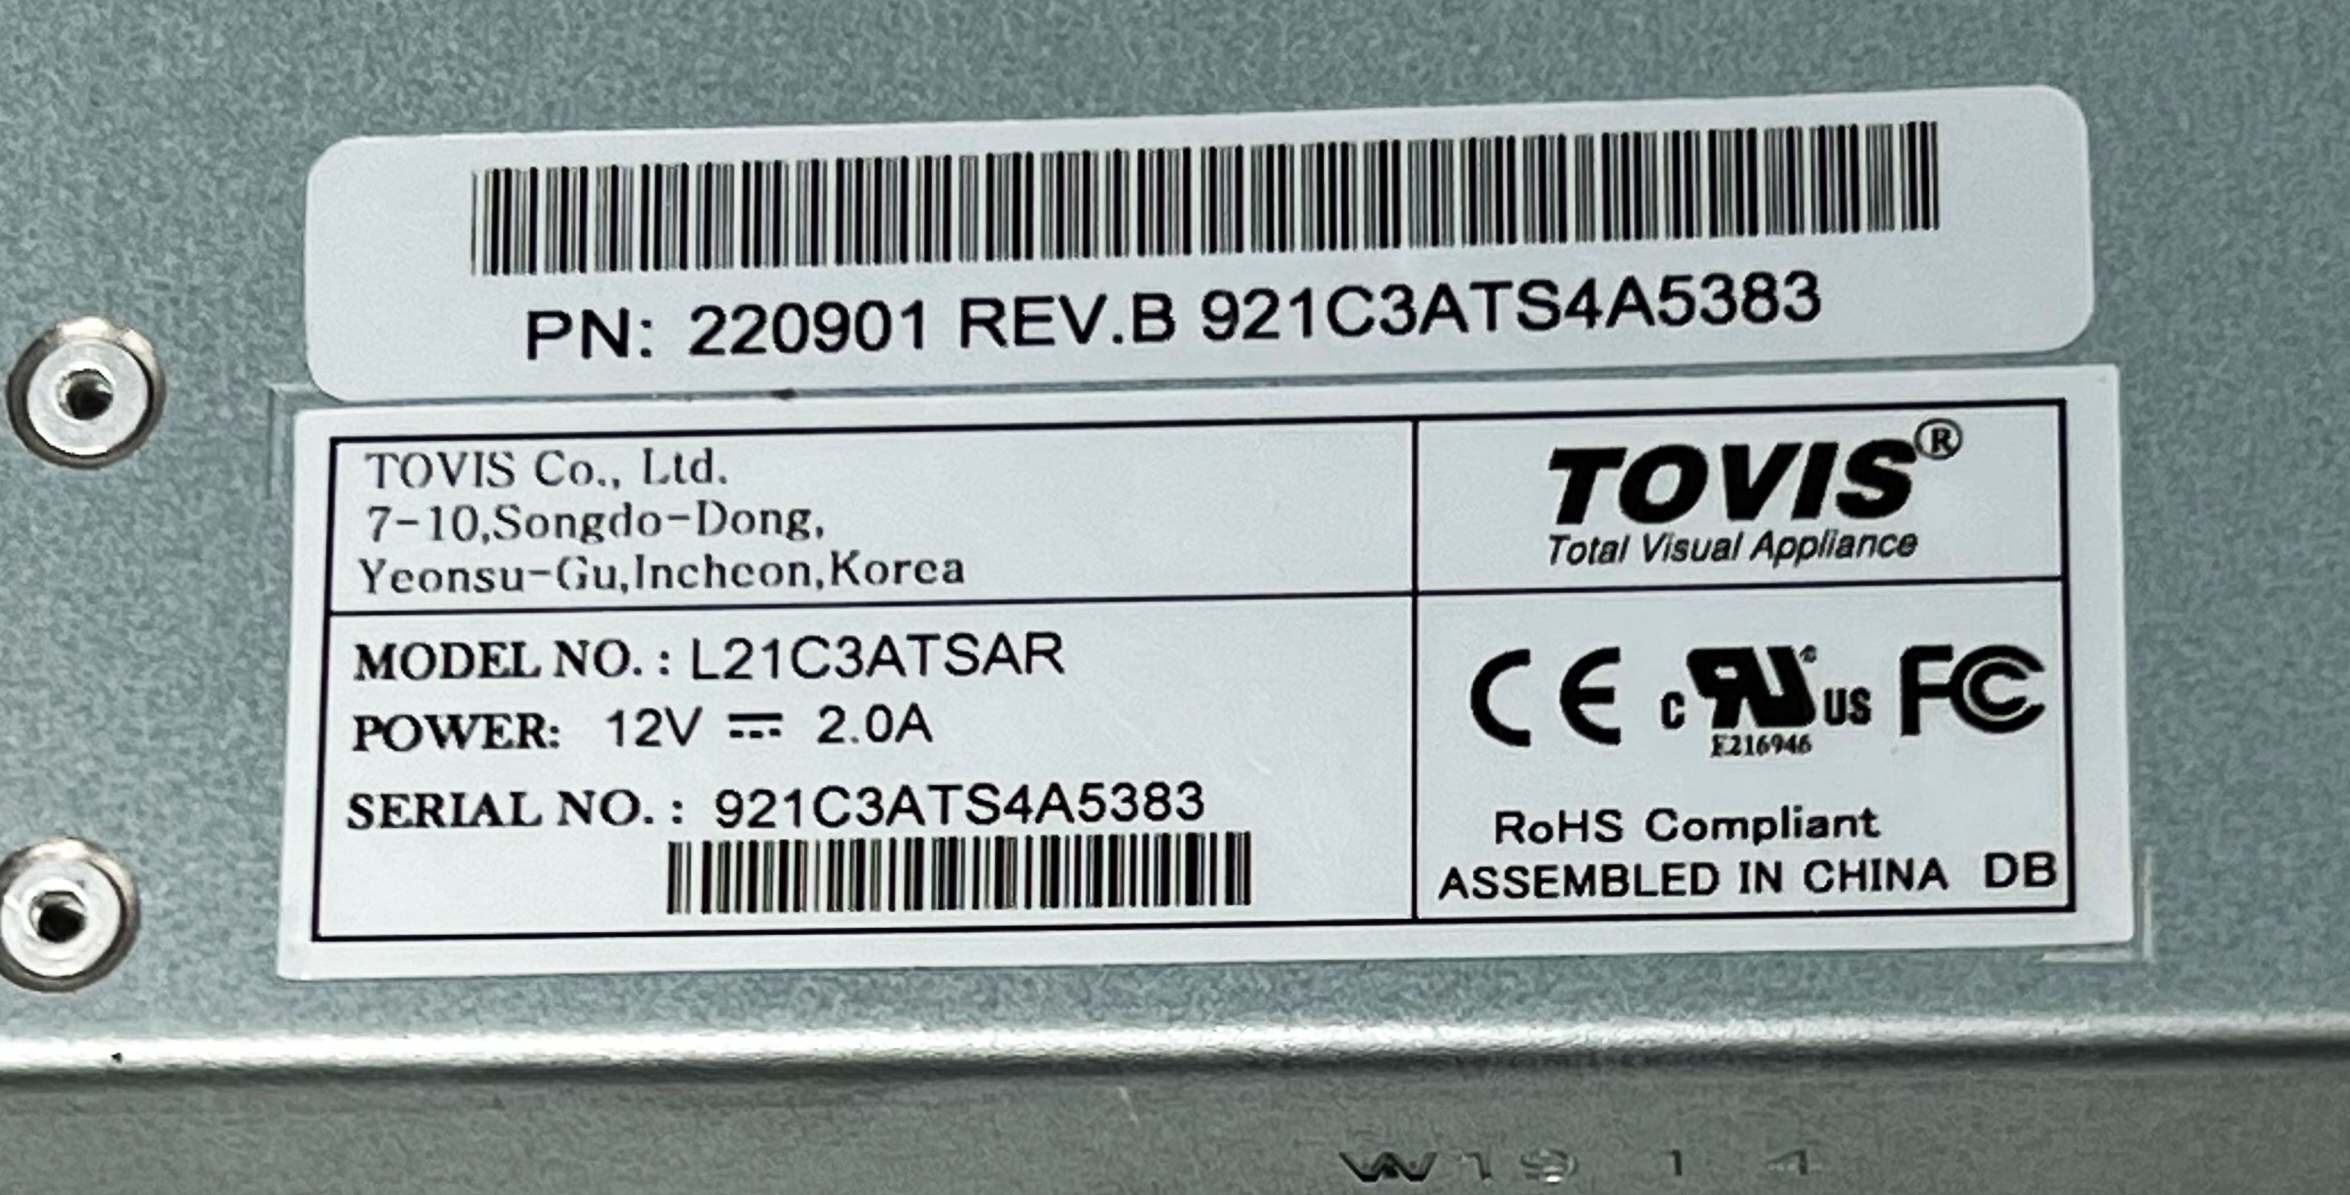 PN: 220901 REV.B 921C3ATS4A5383
TOVIS Co., Ltd.
7-10,Songdo-Dong,
Yeonsu-Gu,Incheon,Korea
TOVIS®
Total Visual Appliance
MODEL NO. : L21C3ATSAR
POWER: 12V ⎓ 2.0A
SERIAL NO. : 921C3ATS4A5383
CE c RU® US FC
E216946
RoHS Compliant
ASSEMBLED IN CHINA DB